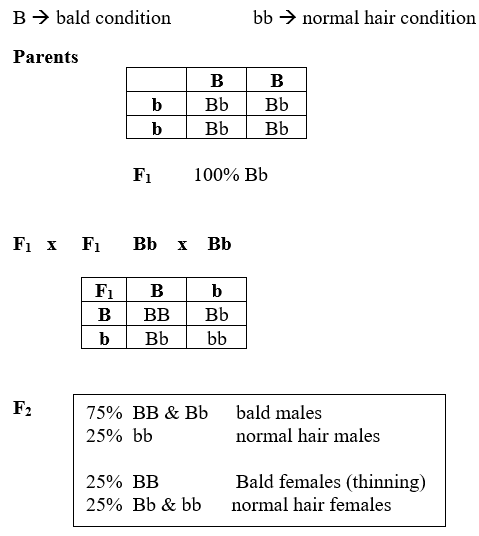 B → bald condition bb → normal hair condition
Parents
B B
b Bb Bb
b Bb Bb
F₁ 100% Bb
F₁ x F₁ Bb x Bb
F₁ B b
B BB Bb
b Bb bb
F₂
75% BB & Bb bald males
25% bb normal hair males
25% BB Bald females (thinning)
25% Bb & bb normal hair females